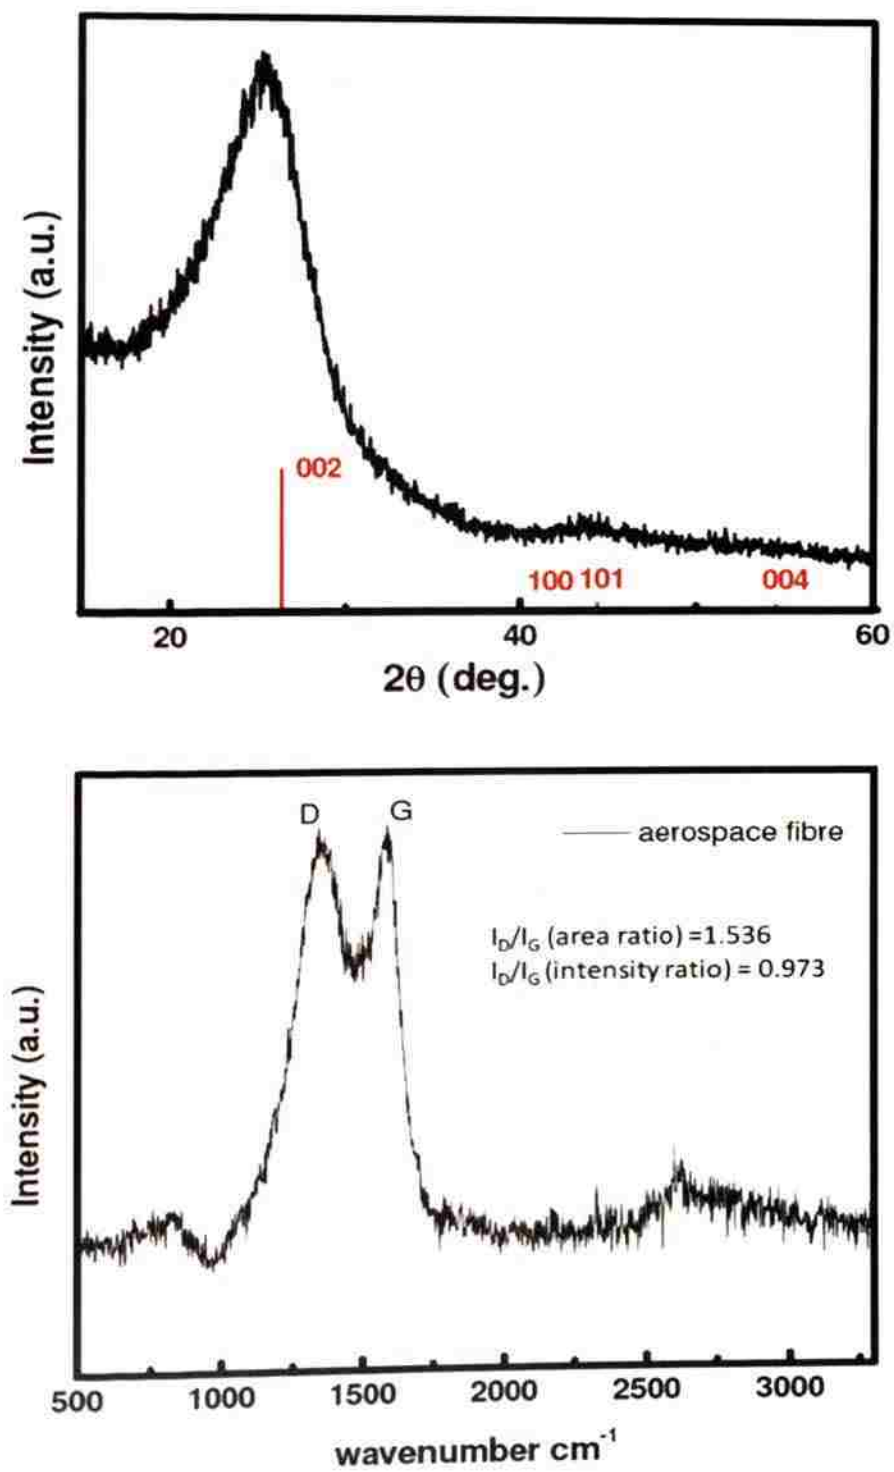 Intensity (a.u.)
002
100 101
004
20
40
60
2θ (deg.)
D
G
aerospace fibre
I_D/I_G (area ratio) =1.536
I_D/I_G (intensity ratio) = 0.973
Intensity (a.u.)
500
1000
1500
2000
2500
3000
wavenumber cm⁻¹